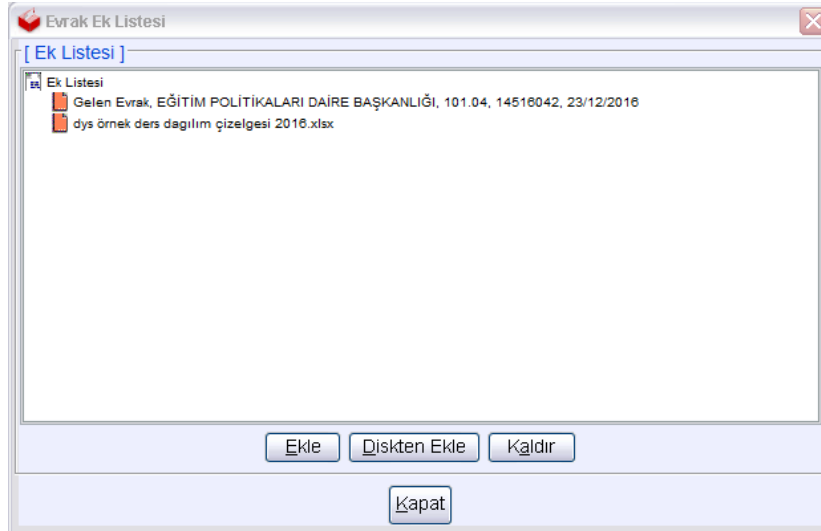 Evrak Ek Listesi
[ Ek Listesi ]
Ek Listesi
Gelen Evrak, EĞİTİM POLİTİKALARI DAİRE BAŞKANLIĞI, 101.04, 14516042, 23/12/2016
dys örnek ders dagılım çizelgesi 2016.xlsx
Ekle Diskten Ekle Kaldır
Kapat